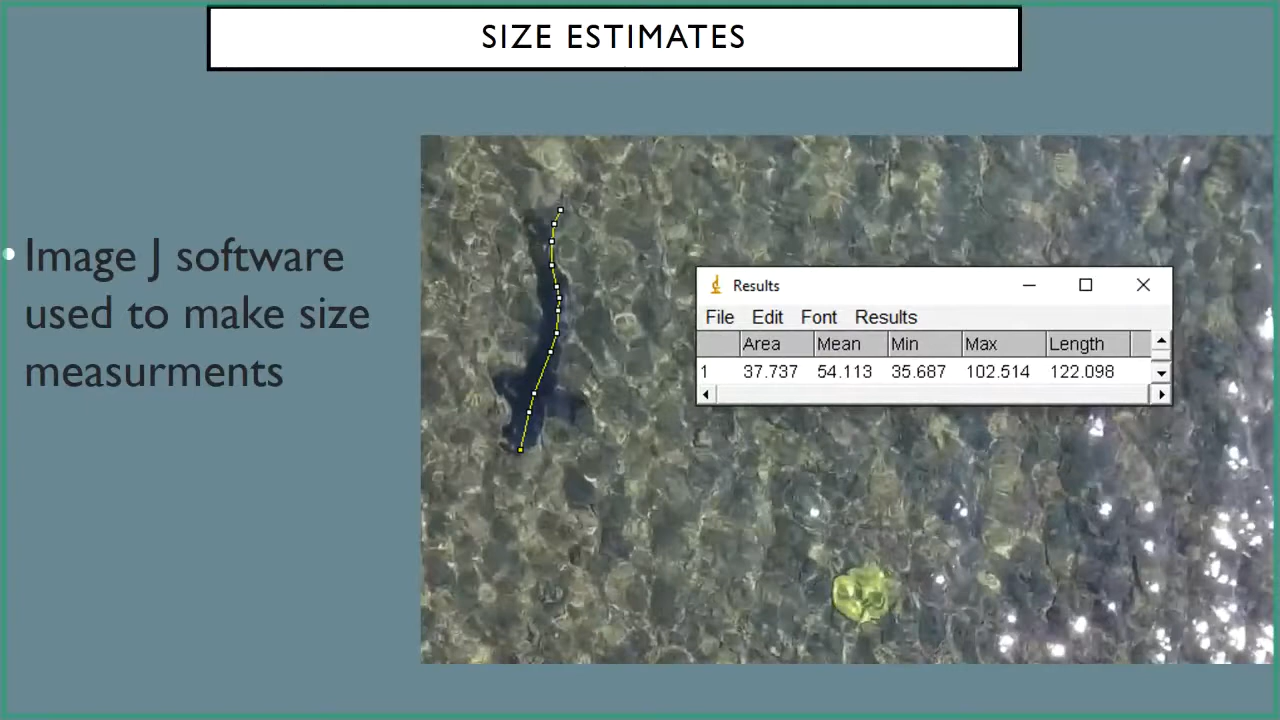 SIZE ESTIMATES
• Image J software
used to make size
measurments
Results
File Edit Font Results
Area Mean Min Max Length
1 37.737 54.113 35.687 102.514 122.098